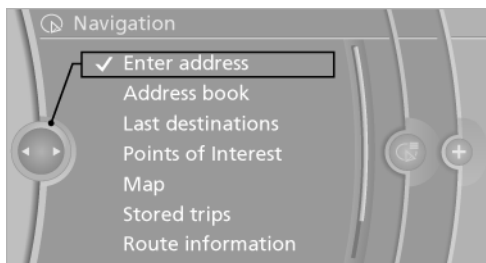 Navigation
Enter address
Address book
Last destinations
Points of Interest
Map
Stored trips
Route information